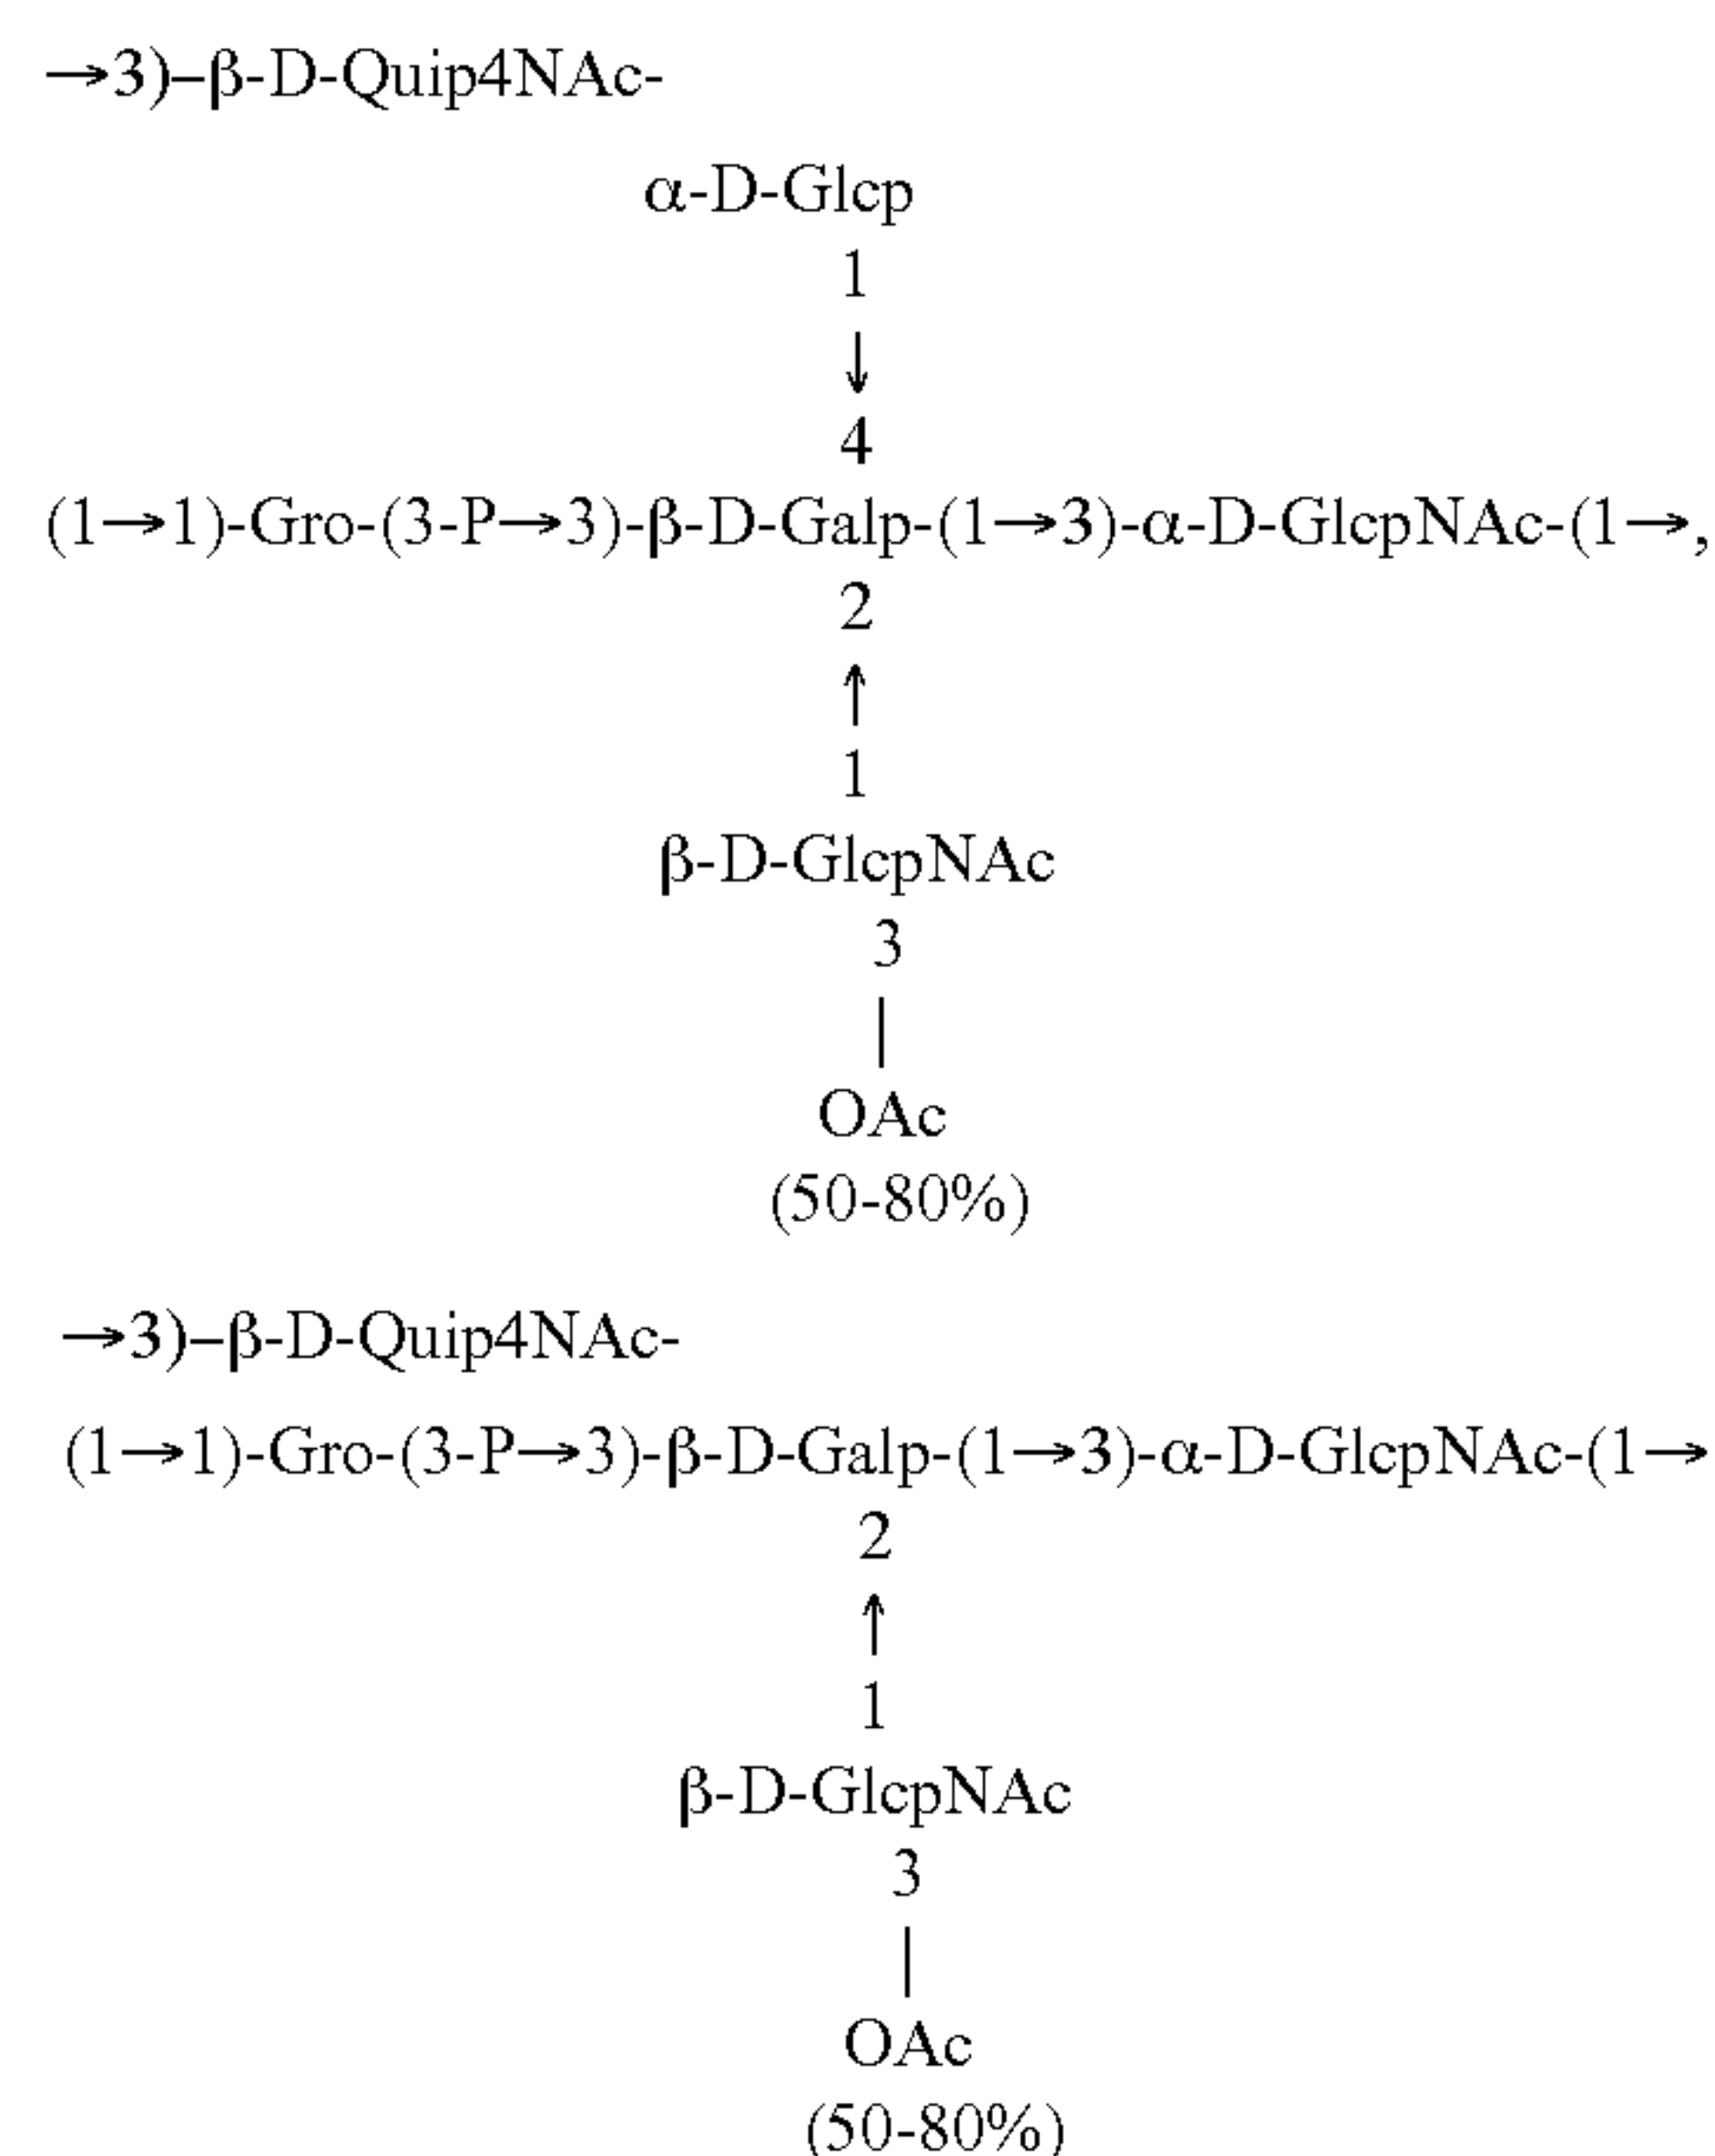 →3)–β-D-Quip4NAc-
α-D-Glcp
1
↓
4
(1→1)-Gro-(3-P→3)-β-D-Galp-(1→3)-α-D-GlcpNAc-(1→,
2
↑
1
β-D-GlcpNAc
3
|
OAc
(50-80%)
→3)–β-D-Quip4NAc-
(1→1)-Gro-(3-P→3)-β-D-Galp-(1→3)-α-D-GlcpNAc-(1→
2
↑
1
β-D-GlcpNAc
3
|
OAc
(50-80%)